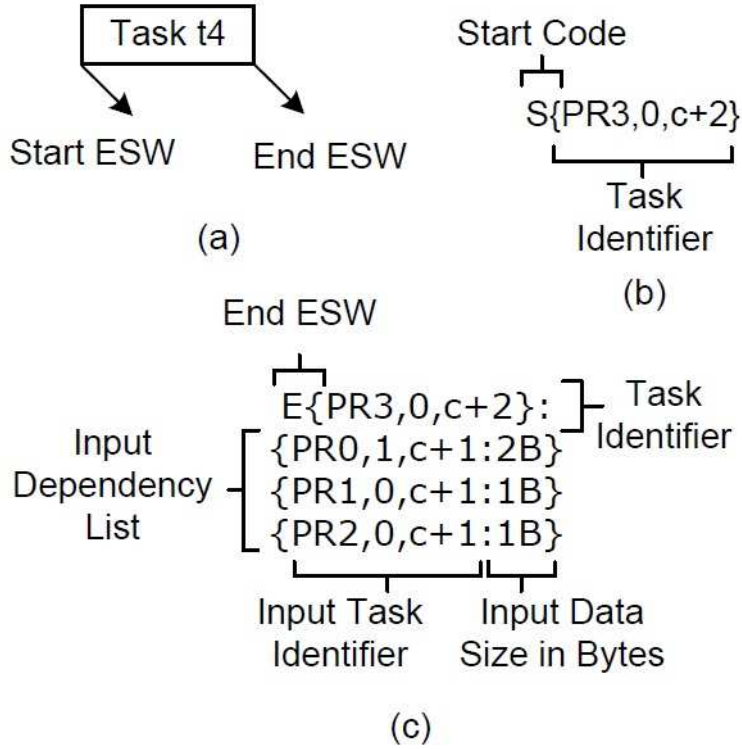 Task t4
Start ESW
End ESW
(a)
Start Code
S{PR3,0,c+2}
Task
Identifier
(b)
End ESW
E{PR3,0,c+2}:
Task
Identifier
Input
Dependency
List
{PR0,1,c+1:2B}
{PR1,0,c+1:1B}
{PR2,0,c+1:1B}
Input Task
Identifier
Input Data
Size in Bytes
(c)